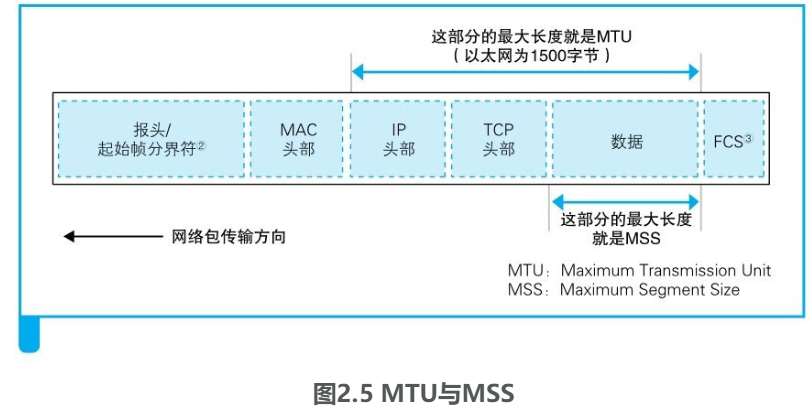 这部分的最大长度就是MTU
（以太网为1500字节）
报头/
起始帧分界符②
MAC
头部
IP
头部
TCP
头部
数据
FCS③
这部分的最大长度
就是MSS
网络包传输方向
MTU：Maximum Transmission Unit
MSS：Maximum Segment Size
图2.5 MTU与MSS